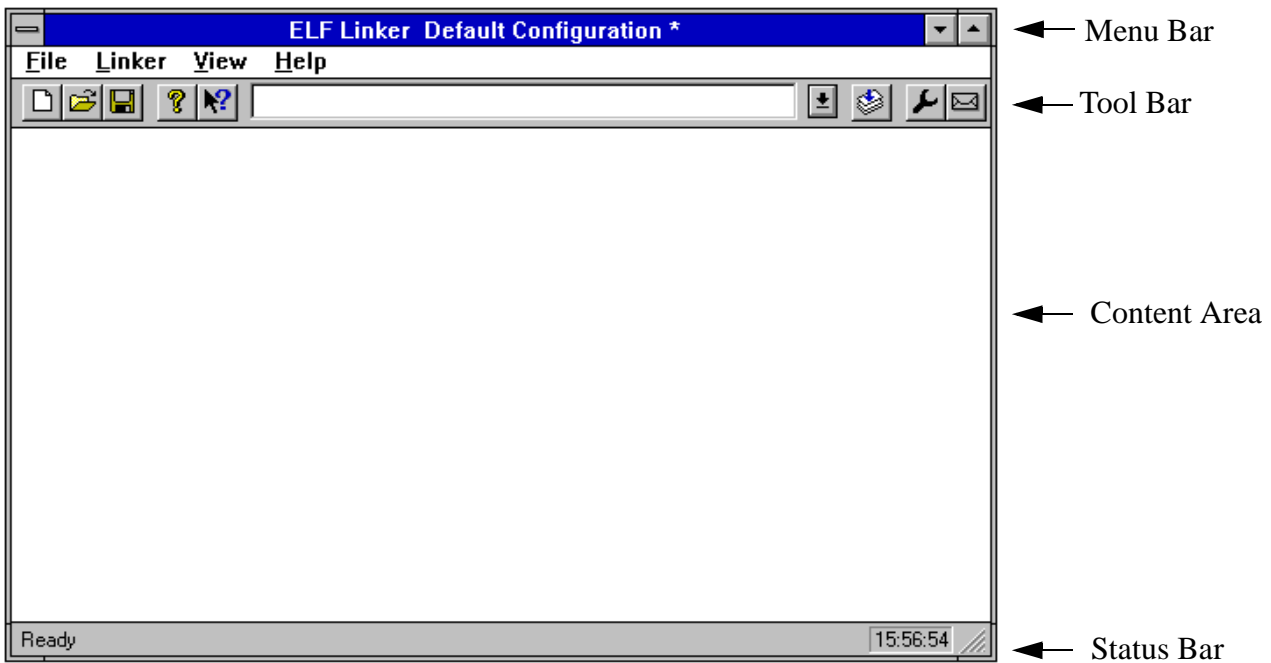 ELF Linker  Default Configuration *
Menu Bar
File Linker View Help
Tool Bar
Content Area
Ready 15:56:54
Status Bar